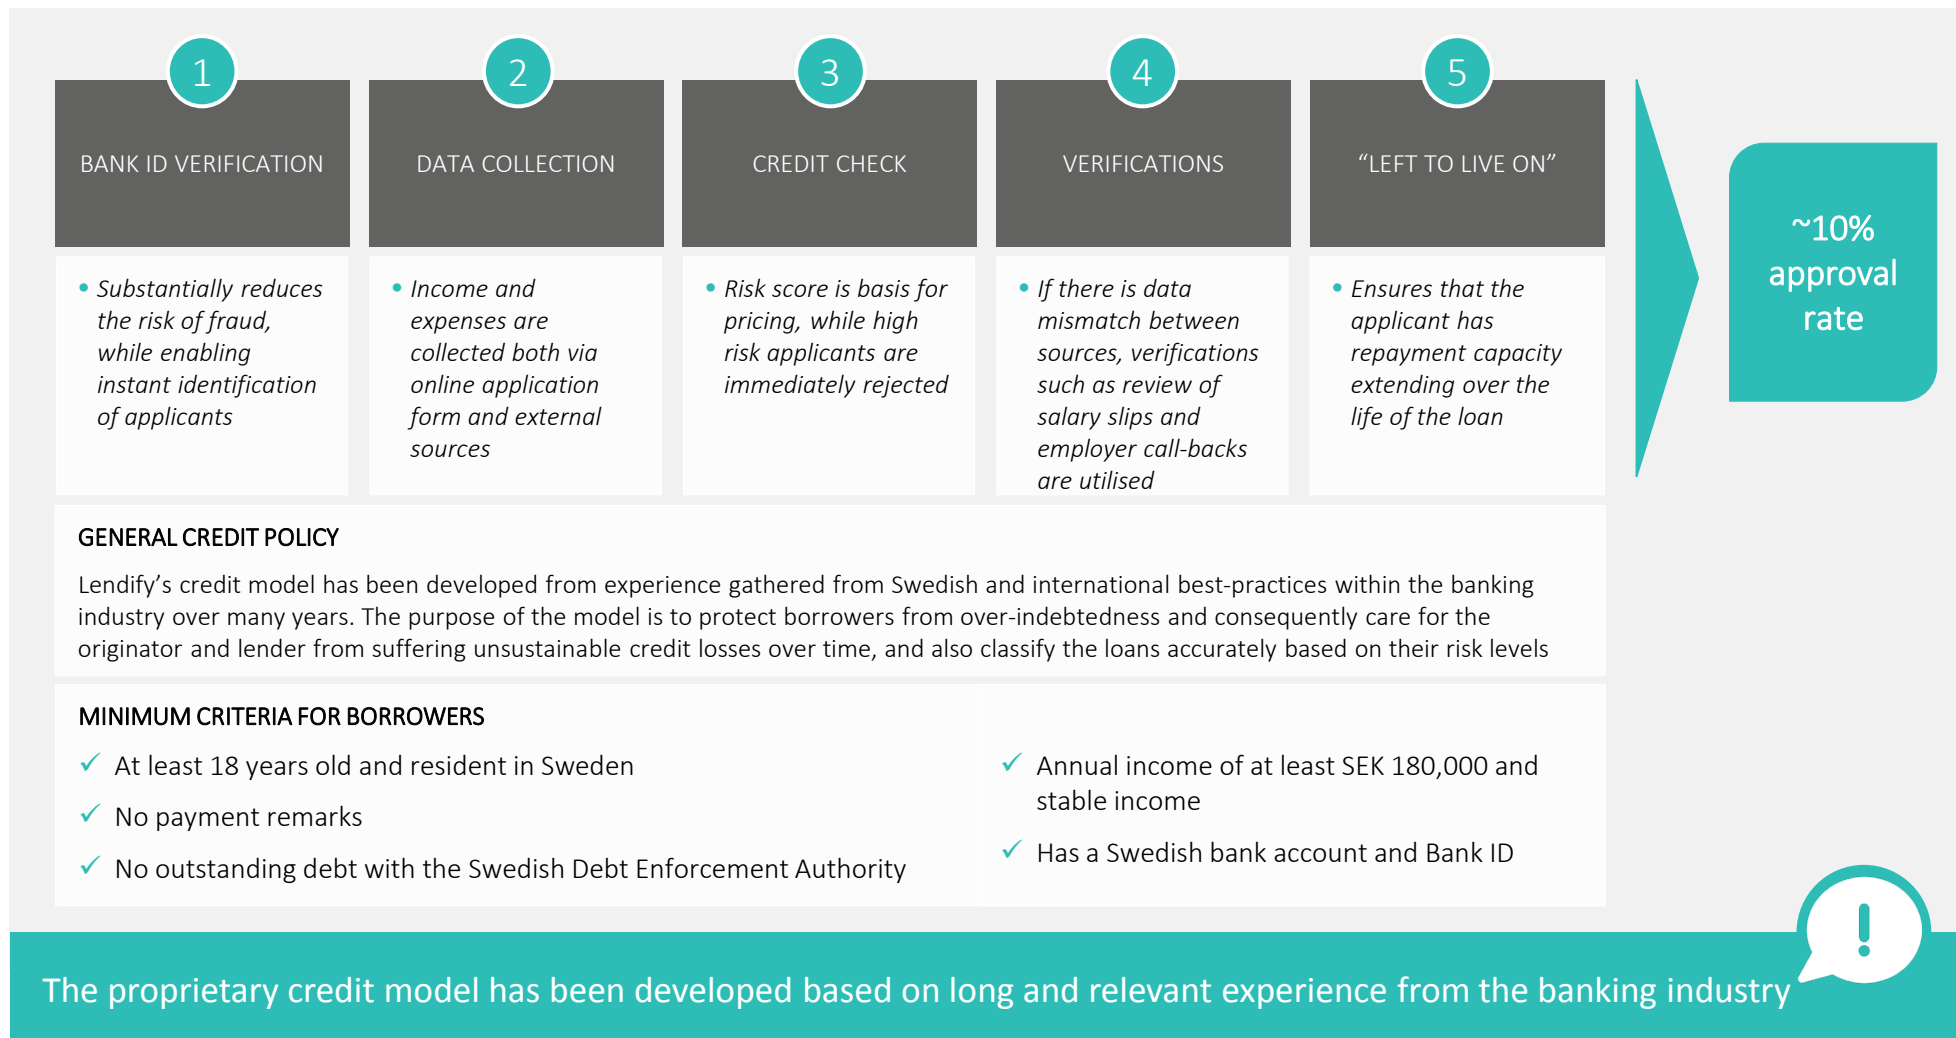 1
BANK ID VERIFICATION
Substantially reduces
the risk of fraud,
while enabling
instant identification
of applicants
2
DATA COLLECTION
Income and
expenses are
collected both via
online application
form and external
sources
3
CREDIT CHECK
Risk score is basis for
pricing, while high
risk applicants are
immediately rejected
4
VERIFICATIONS
If there is data
mismatch between
sources, verifications
such as review of
salary slips and
employer call-backs
are utilised
5
“LEFT TO LIVE ON”
Ensures that the
applicant has
repayment capacity
extending over the
life of the loan
~10%
approval
rate
GENERAL CREDIT POLICY
Lendify’s credit model has been developed from experience gathered from Swedish and international best-practices within the banking
industry over many years. The purpose of the model is to protect borrowers from over-indebtedness and consequently care for the
originator and lender from suffering unsustainable credit losses over time, and also classify the loans accurately based on their risk levels
MINIMUM CRITERIA FOR BORROWERS
At least 18 years old and resident in Sweden
No payment remarks
No outstanding debt with the Swedish Debt Enforcement Authority
Annual income of at least SEK 180,000 and
stable income
Has a Swedish bank account and Bank ID
!
The proprietary credit model has been developed based on long and relevant experience from the banking industry